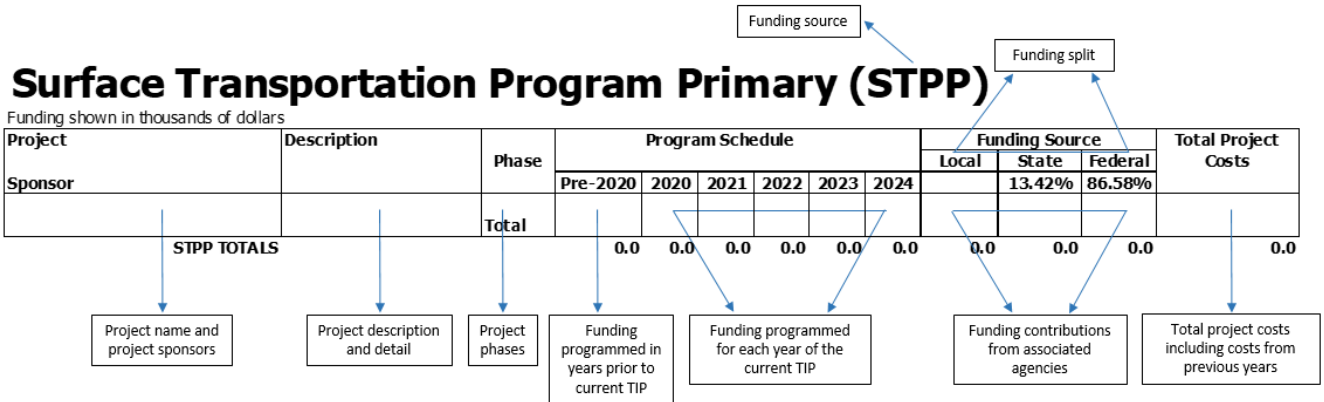 Funding source
Funding split
Surface Transportation Program Primary (STPP)
Funding shown in thousands of dollars
Project Description Program Schedule Funding Source Total Project
Phase Local State Federal Costs
Sponsor Pre-2020 2020 2021 2022 2023 2024 13.42% 86.58%
Total
STPP TOTALS 0.0 0.0 0.0 0.0 0.0 0.0 0.0 0.0 0.0 0.0
Project name and
project sponsors
Project description
and detail
Project
phases
Funding
programmed in
years prior to
current TIP
Funding programmed
for each year of the
current TIP
Funding contributions
from associated
agencies
Total project costs
including costs from
previous years